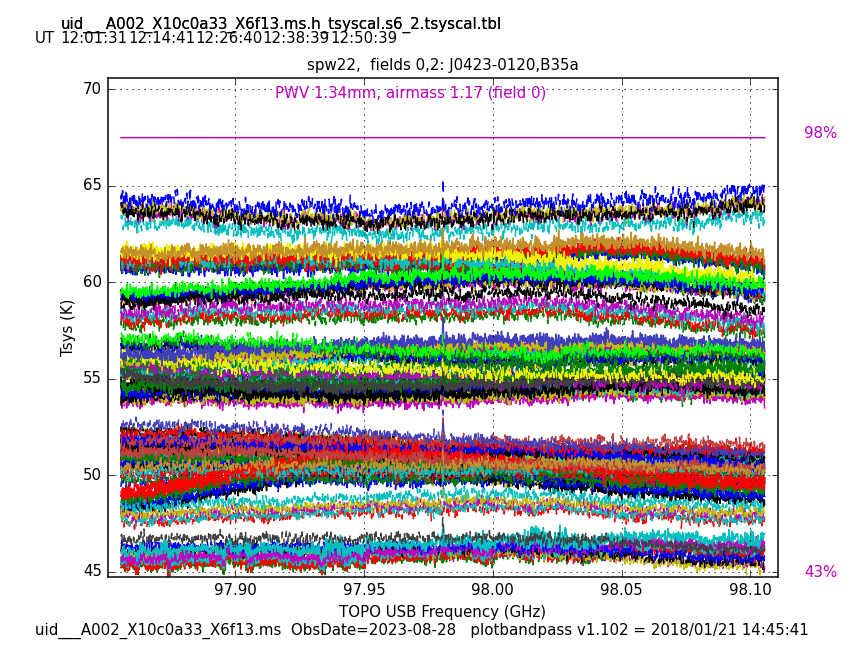 uid___A002_X10c0a33_X6f13.ms.h_tsyscal.s6_2.tsyscal.tbl
UT 12:01:31 12:14:41 12:26:40 12:38:39 12:50:39
spw22, fields 0,2: J0423-0120,B35a
PWV 1.34mm, airmass 1.17 (field 0)
70
98%
65
60
Tsys (K)
55
50
45
43%
97.90 97.95 98.00 98.05 98.10
TOPO USB Frequency (GHz)
uid___A002_X10c0a33_X6f13.ms ObsDate=2023-08-28 plotbandpass v1.102 = 2018/01/21 14:45:41